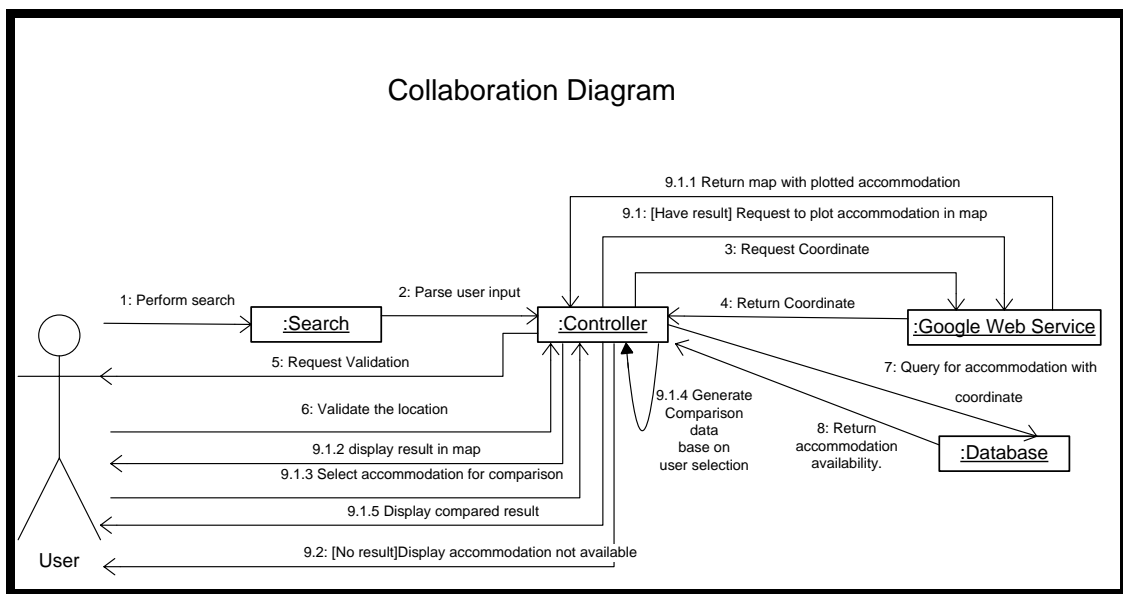 Collaboration Diagram
9.1.1 Return map with plotted accommodation
9.1: [Have result] Request to plot accommodation in map
3: Request Coordinate
1: Perform search
2: Parse user input
4: Return Coordinate
:Search
:Controller
:Google Web Service
5: Request Validation
7: Query for accommodation with
coordinate
6: Validate the location
9.1.4 Generate
Comparison
data
base on
user selection
8: Return
accommodation
availability.
:Database
9.1.2 display result in map
9.1.3 Select accommodation for comparison
9.1.5 Display compared result
9.2: [No result]Display accommodation not available
User